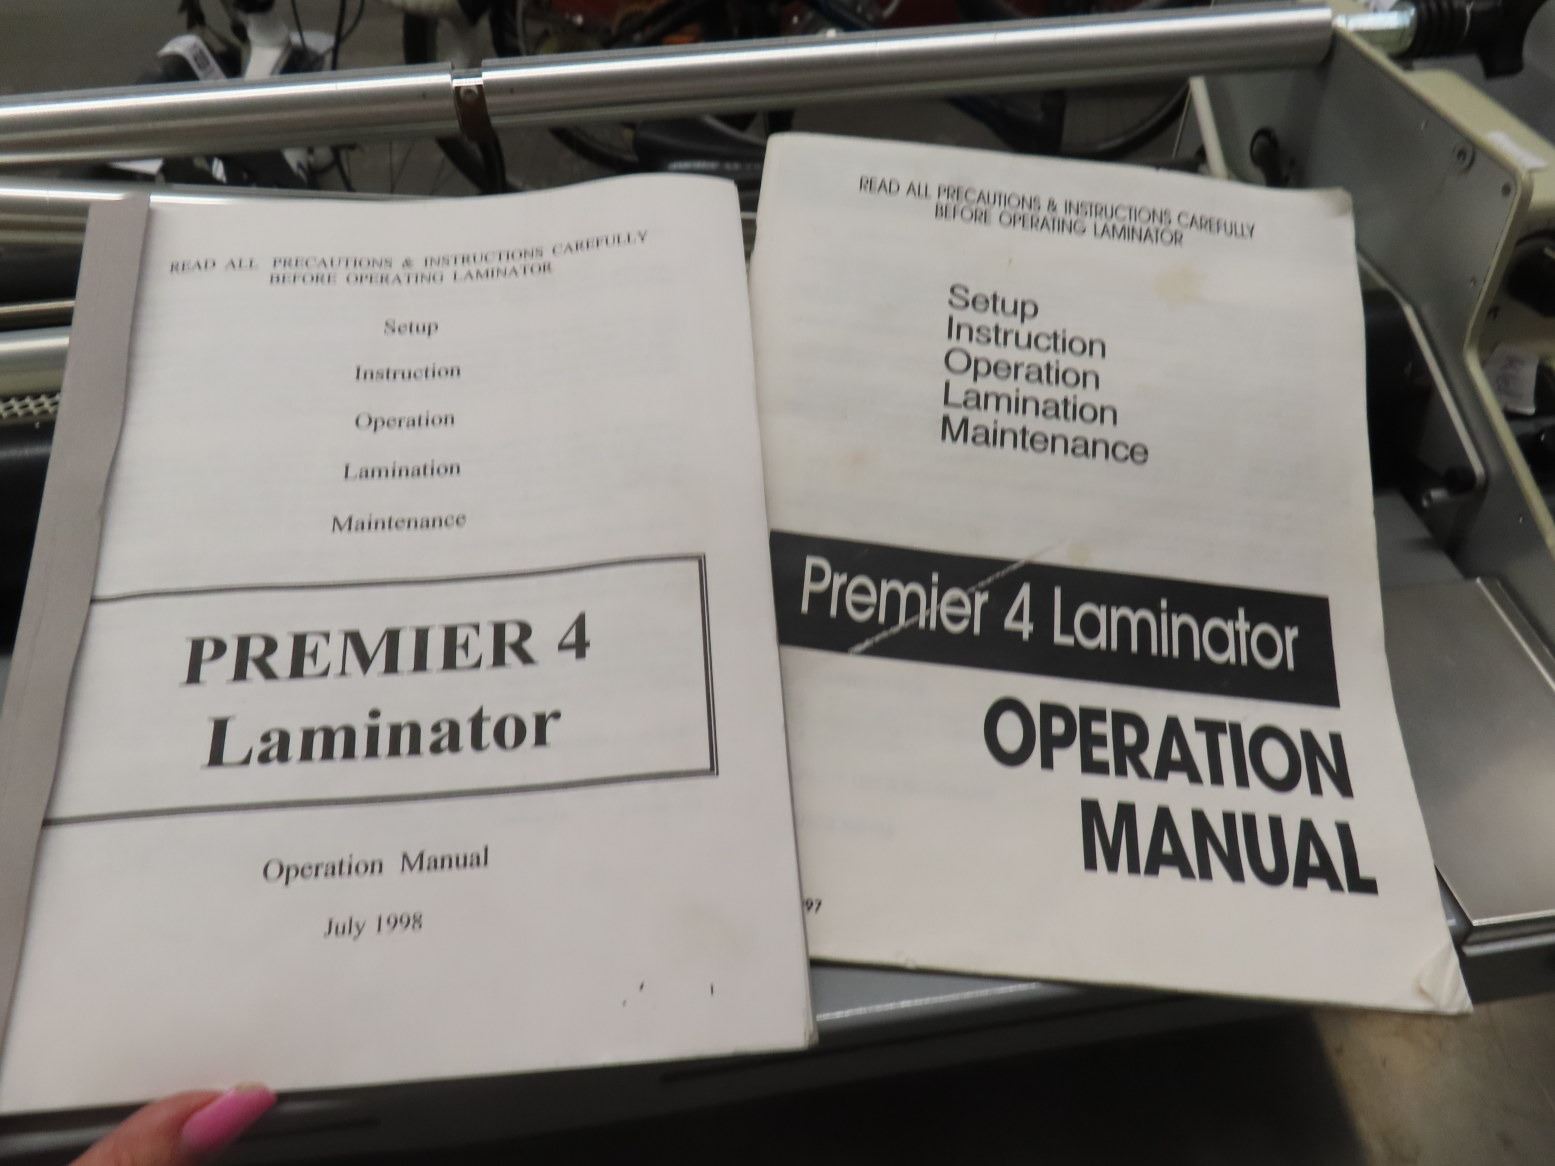 READ ALL PRECAUTIONS & INSTRUCTIONS CAREFULLY
BEFORE OPERATING LAMINATOR
Setup
Instruction
Operation
Lamination
Maintenance
PREMIER 4
Laminator
Operation Manual
July 1998
READ ALL PRECAUTIONS & INSTRUCTIONS CAREFULLY
BEFORE OPERATING LAMINATOR
Setup
Instruction
Operation
Lamination
Maintenance
Premier 4 Laminator
OPERATION
MANUAL
97